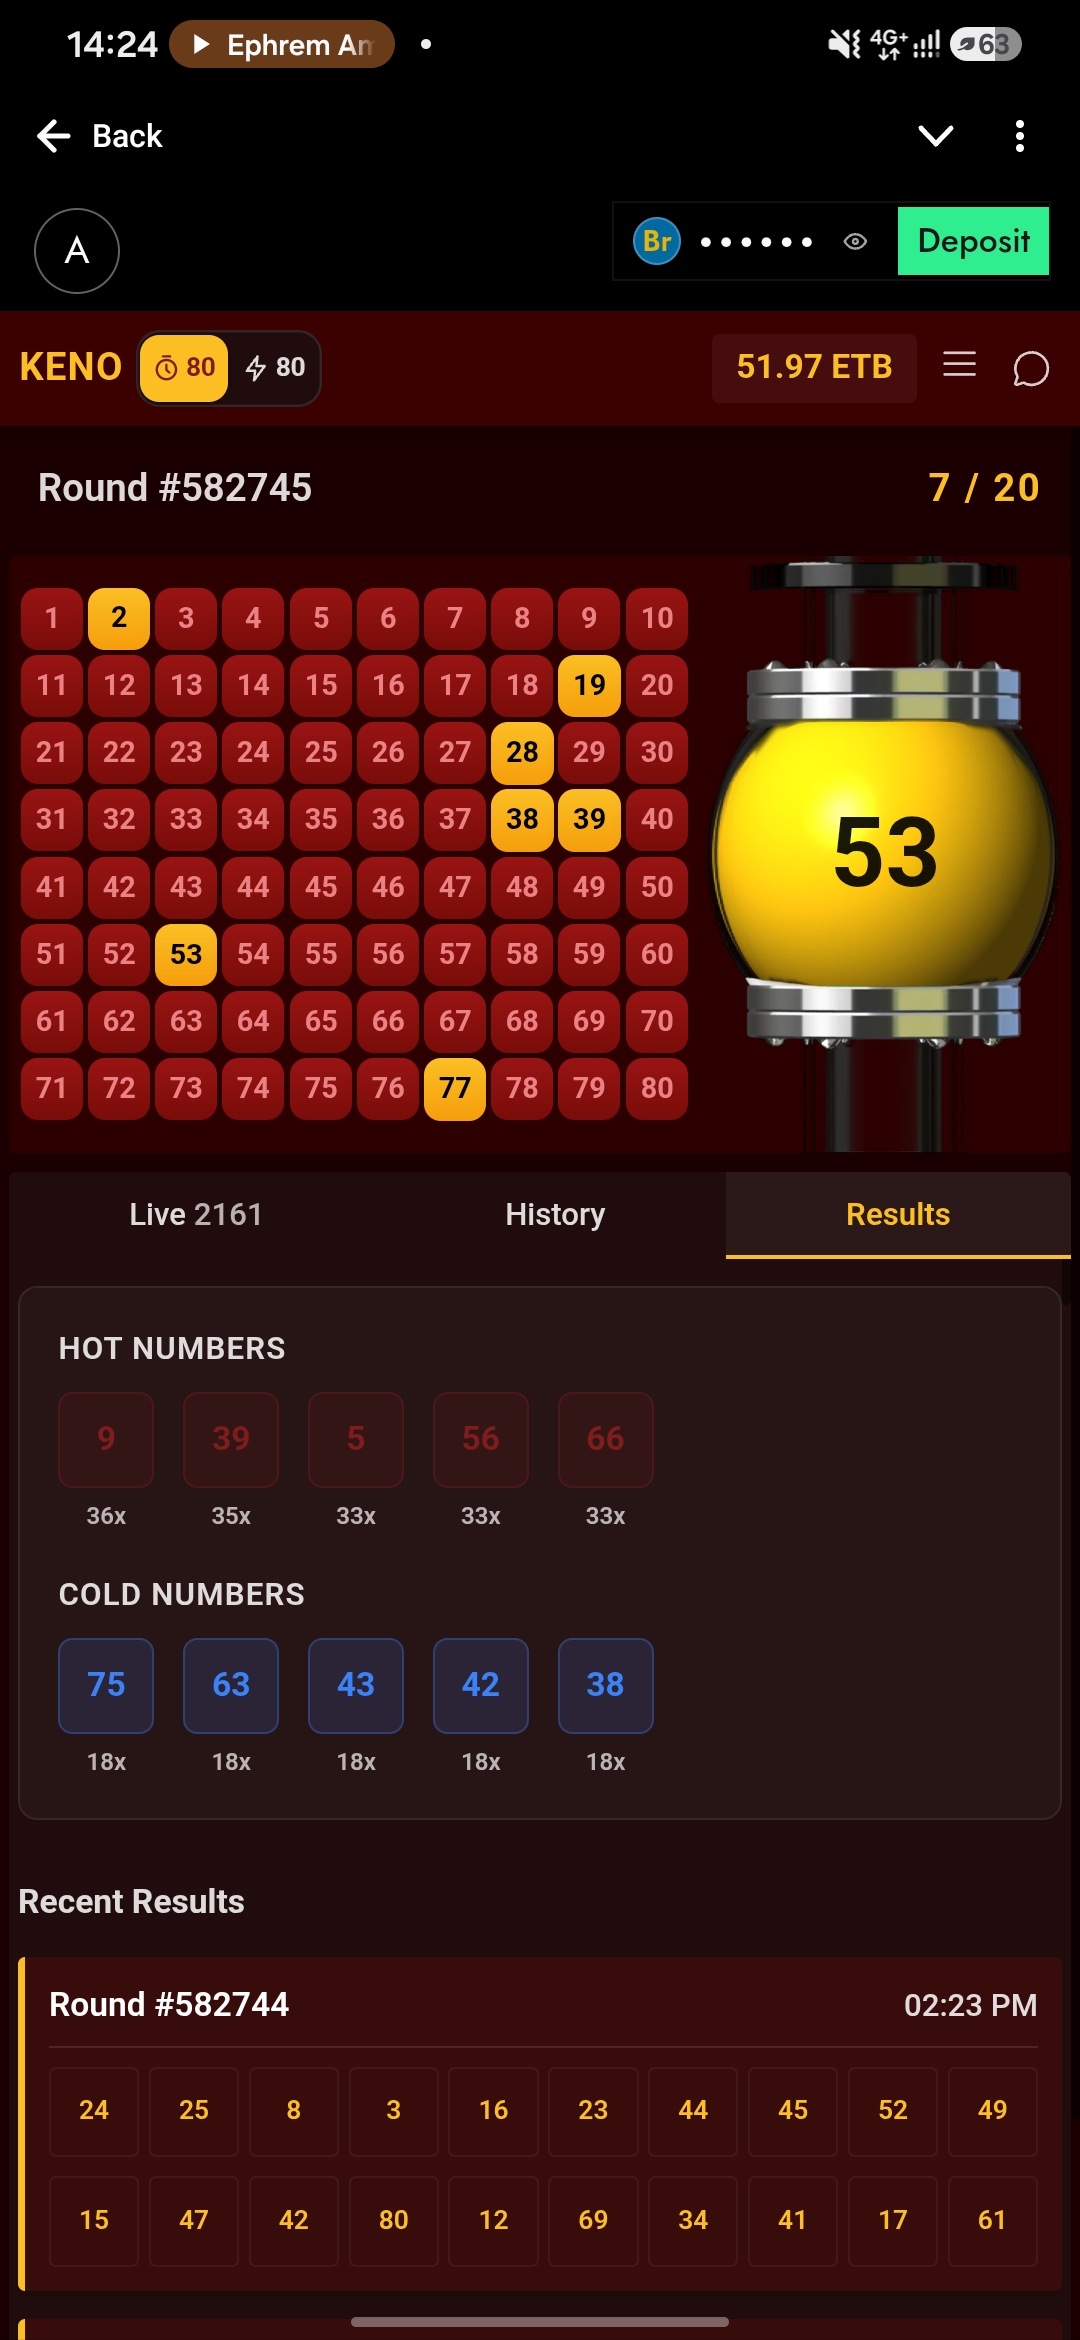 14:24 Ephrem An 4G+ 63
Back
A Br •••••• Deposit
KENO 80 80 51.97 ETB
Round #582745 7 / 20
1 2 3 4 5 6 7 8 9 10
11 12 13 14 15 16 17 18 19 20
21 22 23 24 25 26 27 28 29 30
31 32 33 34 35 36 37 38 39 40
41 42 43 44 45 46 47 48 49 50
51 52 53 54 55 56 57 58 59 60
61 62 63 64 65 66 67 68 69 70
71 72 73 74 75 76 77 78 79 80
53
Live 2161 History Results
HOT NUMBERS
9 39 5 56 66
36x 35x 33x 33x 33x
COLD NUMBERS
75 63 43 42 38
18x 18x 18x 18x 18x
Recent Results
Round #582744 02:23 PM
24 25 8 3 16 23 44 45 52 49
15 47 42 80 12 69 34 41 17 61